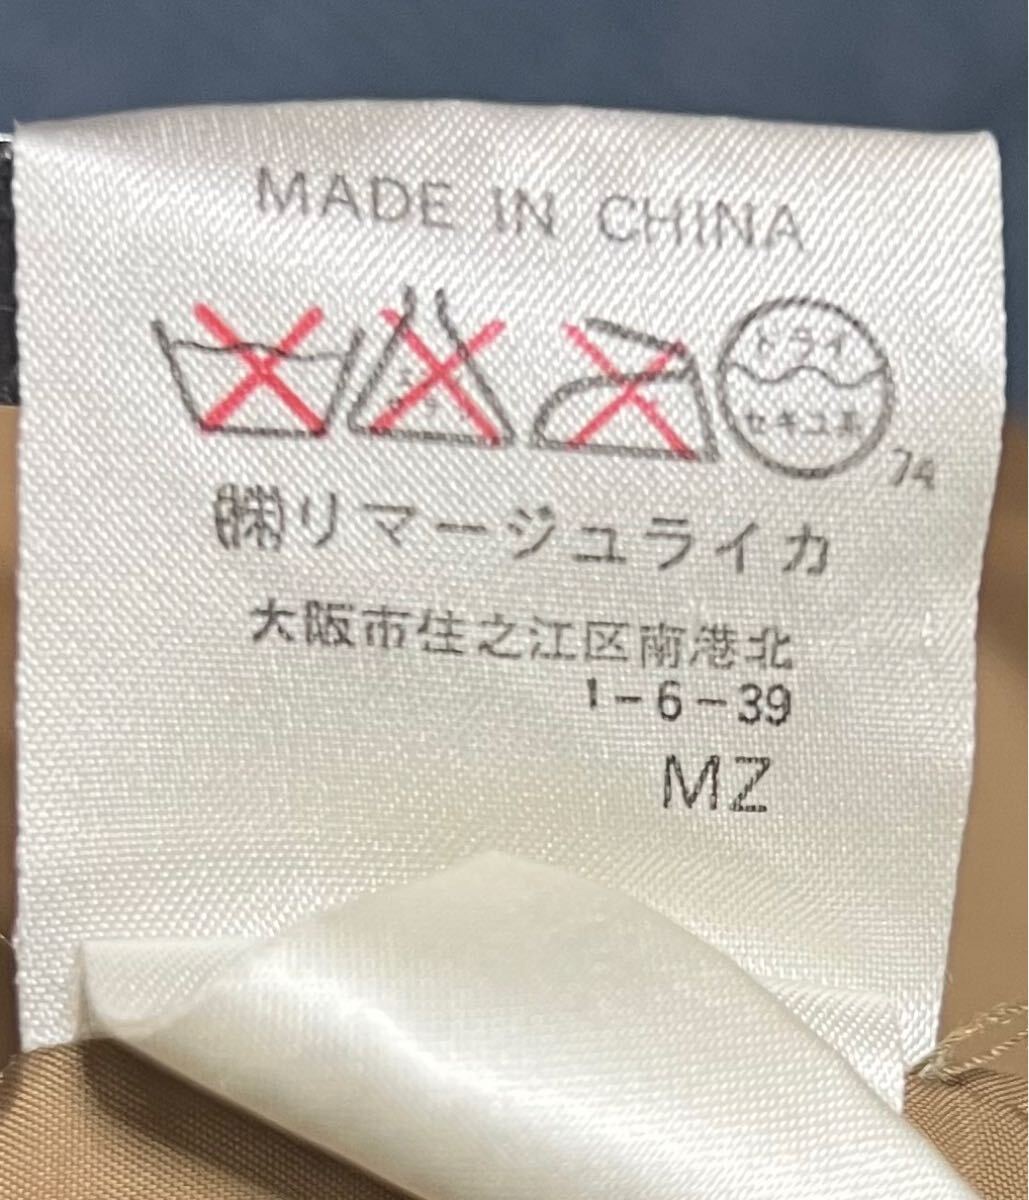 MADE IN CHINA
ドライ
セキユ系
74
㈱リマージュライカ
大阪市住之江区南港北
1-6-39
MZ